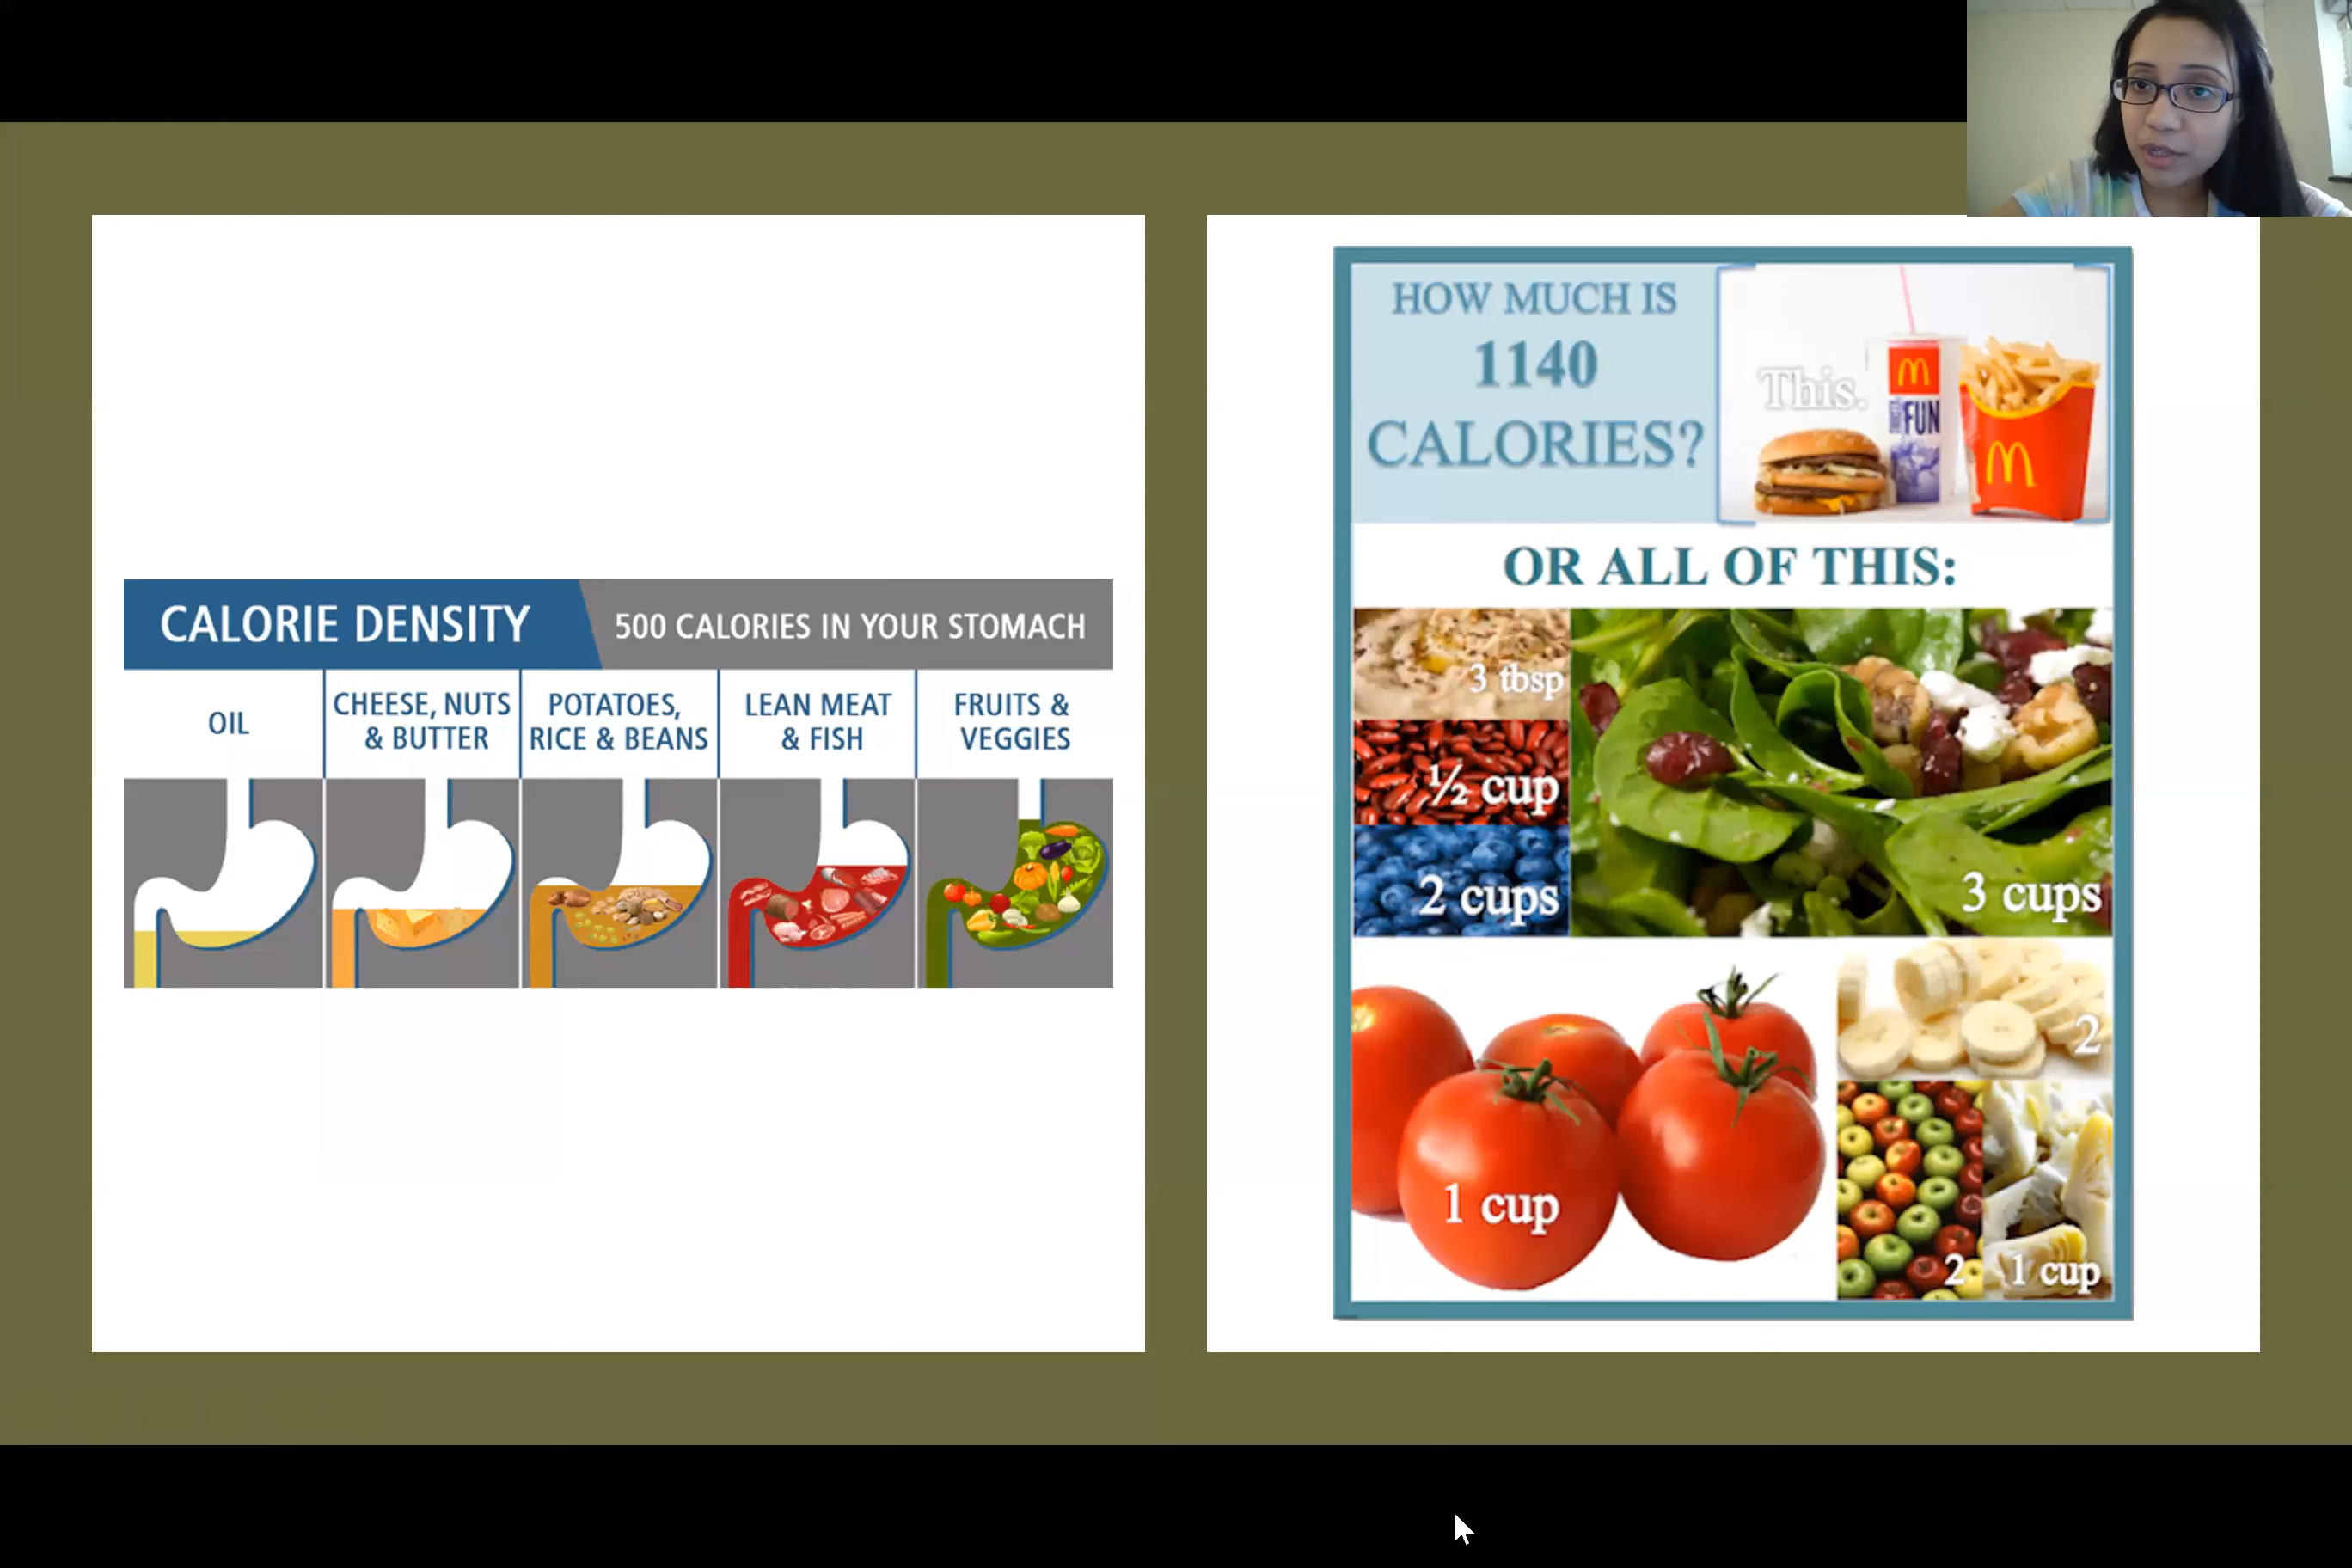 CALORIE DENSITY
500 CALORIES IN YOUR STOMACH
OIL
CHEESE, NUTS
& BUTTER
POTATOES,
RICE & BEANS
LEAN MEAT
& FISH
FRUITS &
VEGGIES
HOW MUCH IS
1140
CALORIES?
This.
FUN
OR ALL OF THIS:
3 tbsp
½ cup
2 cups
3 cups
1 cup
2
2
1 cup